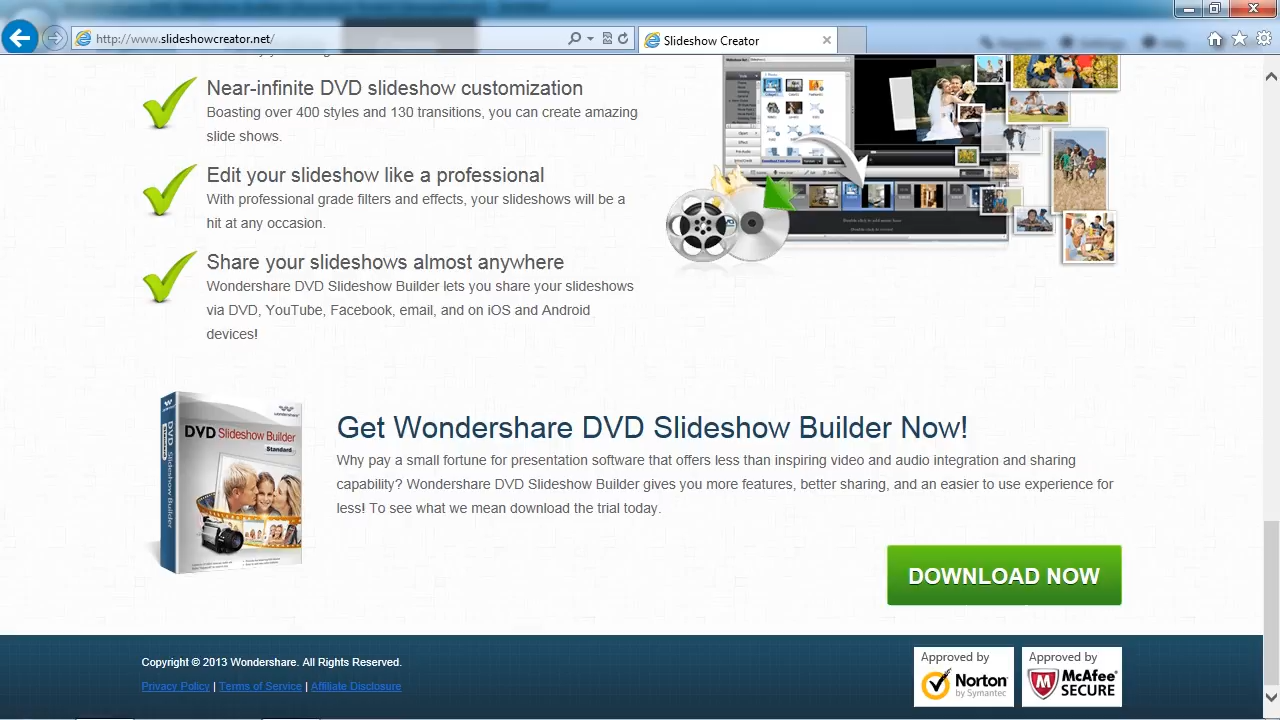 http://www.slideshowcreator.net/
Slideshow Creator
Near-infinite DVD slideshow customization
over 400 styles and 130 transitions you can create amazing
slide shows.
Edit your slideshow like a professional
With professional grade filters and effects, your slideshows will be a
hit at any occasion.
Share your slideshows almost anywhere
Wondershare DVD Slideshow Builder lets you share your slideshows
via DVD, YouTube, Facebook, email, and on iOS and Android
devices!
Wondershare
DVD Slideshow Builder
Standard
DVD Slideshow Builder
Get Wondershare DVD Slideshow Builder Now!
Why pay a small fortune for presentation software that offers less than inspiring video and audio integration and sharing
capability? Wondershare DVD Slideshow Builder gives you more features, better sharing, and an easier to use experience for
less! To see what we mean download the trial today.
DOWNLOAD NOW
Copyright © 2013 Wondershare. All Rights Reserved.
Privacy Policy | Terms of Service | Affiliate Disclosure
Approved by
Norton
by Symantec
Approved by
McAfee
SECURE